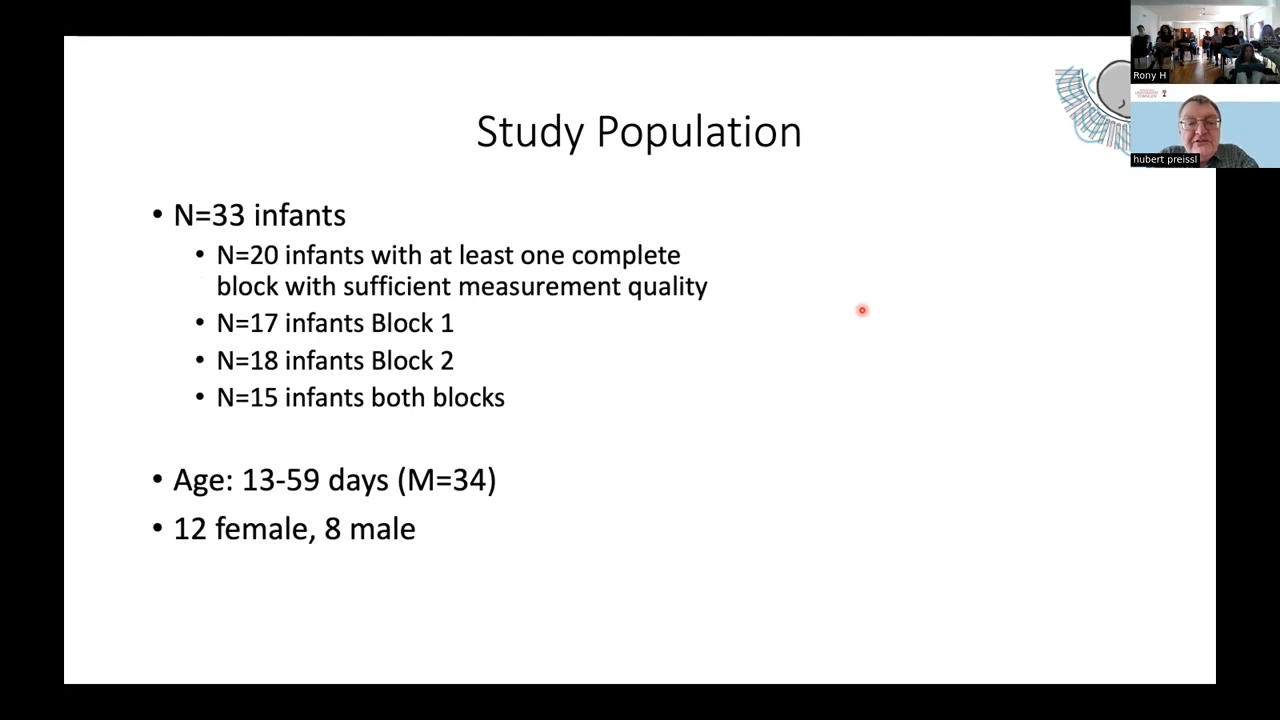 Study Population
• N=33 infants
• N=20 infants with at least one complete
block with sufficient measurement quality
• N=17 infants Block 1
• N=18 infants Block 2
• N=15 infants both blocks
• Age: 13-59 days (M=34)
• 12 female, 8 male
Rony H
hubert preissl